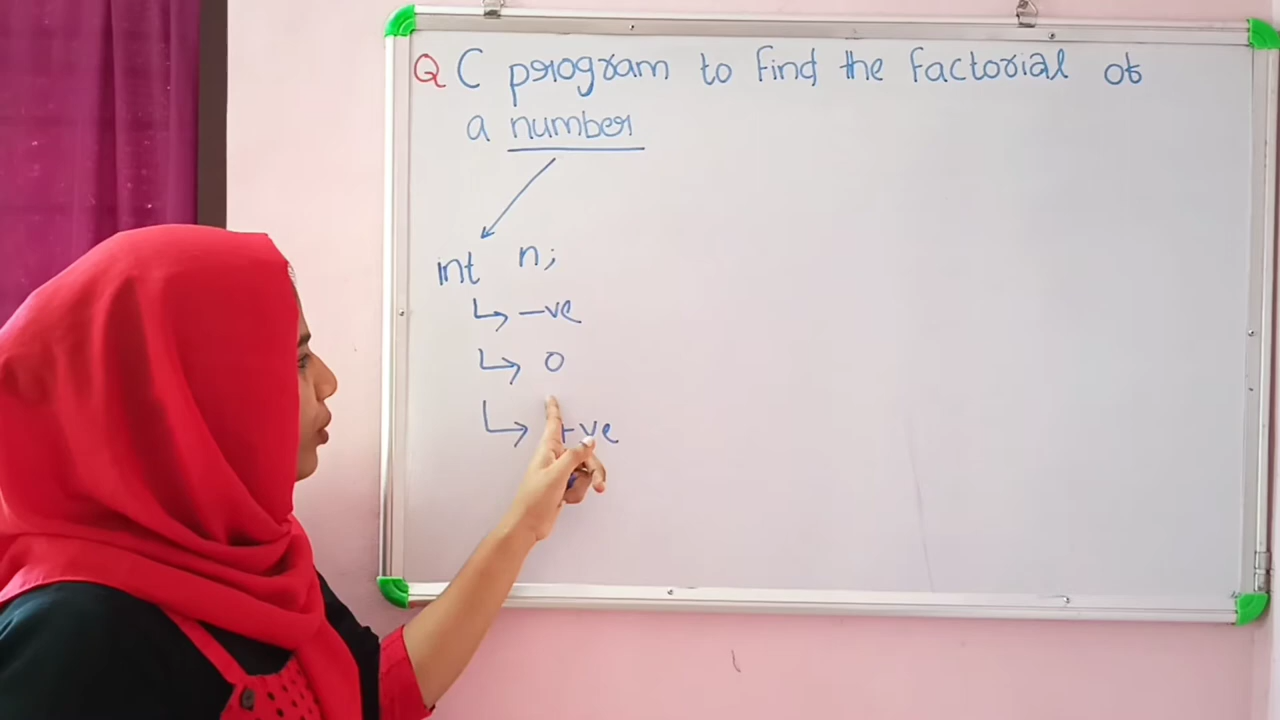 Q C program to find the factorial of
a number
int n;
↳ -ve
↳ 0
↳ +ve